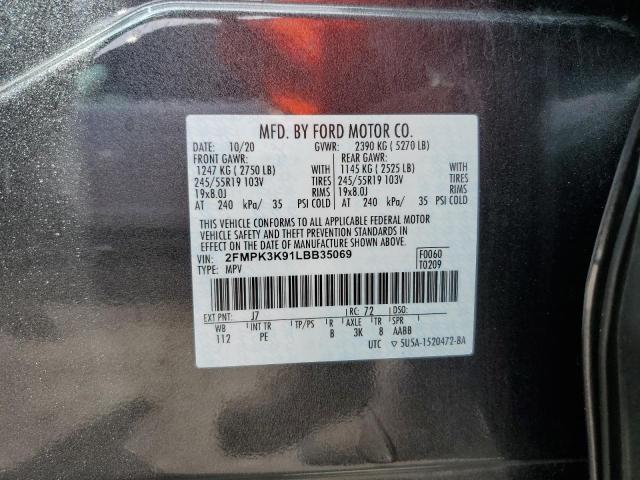 MFD. BY FORD MOTOR CO.
DATE: 10/20 GVWR: 2390 KG (5270 LB)
FRONT GAWR: REAR GAWR:
1247 KG (2750 LB) WITH 1145 KG (2525 LB) WITH
245/55R19 103V TIRES 245/55R19 103V TIRES
19x8.0J RIMS 19x8.0J RIMS
AT 240 kPa/ 35 PSI COLD AT 240 kPa/ 35 PSI COLD
THIS VEHICLE CONFORMS TO ALL APPLICABLE FEDERAL MOTOR
VEHICLE SAFETY AND THEFT PREVENTION STANDARDS IN
EFFECT ON THE DATE OF MANUFACTURE SHOWN ABOVE.
VIN: 2FMPK3K91LBB35069 F0060
TYPE: MPV T0209
EXT PNT: J7 RC: 72 DSO:
WB INT TR TP/PS R AXLE TR SPR
112 PE B 3K 8 AABB
UTC ▽ 5U5A-1520472-BA